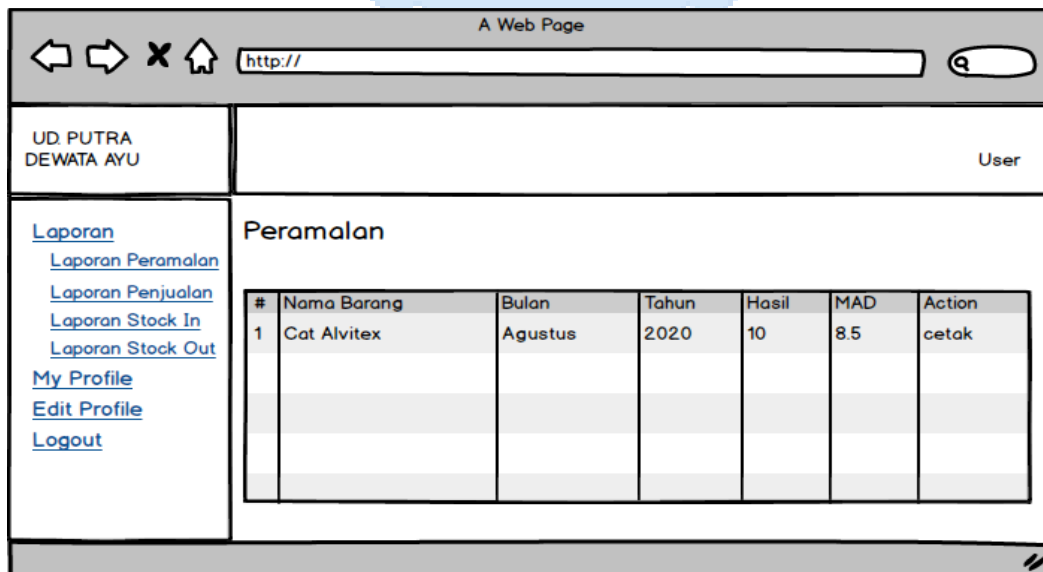 A Web Page
http://
UD. PUTRA
DEWATA AYU
User
Laporan
Laporan Peramalan
Laporan Penjualan
Laporan Stock In
Laporan Stock Out
My Profile
Edit Profile
Logout
Peramalan
# Nama Barang Bulan Tahun Hasil MAD Action
1 Cat Alvitex Agustus 2020 10 8.5 cetak